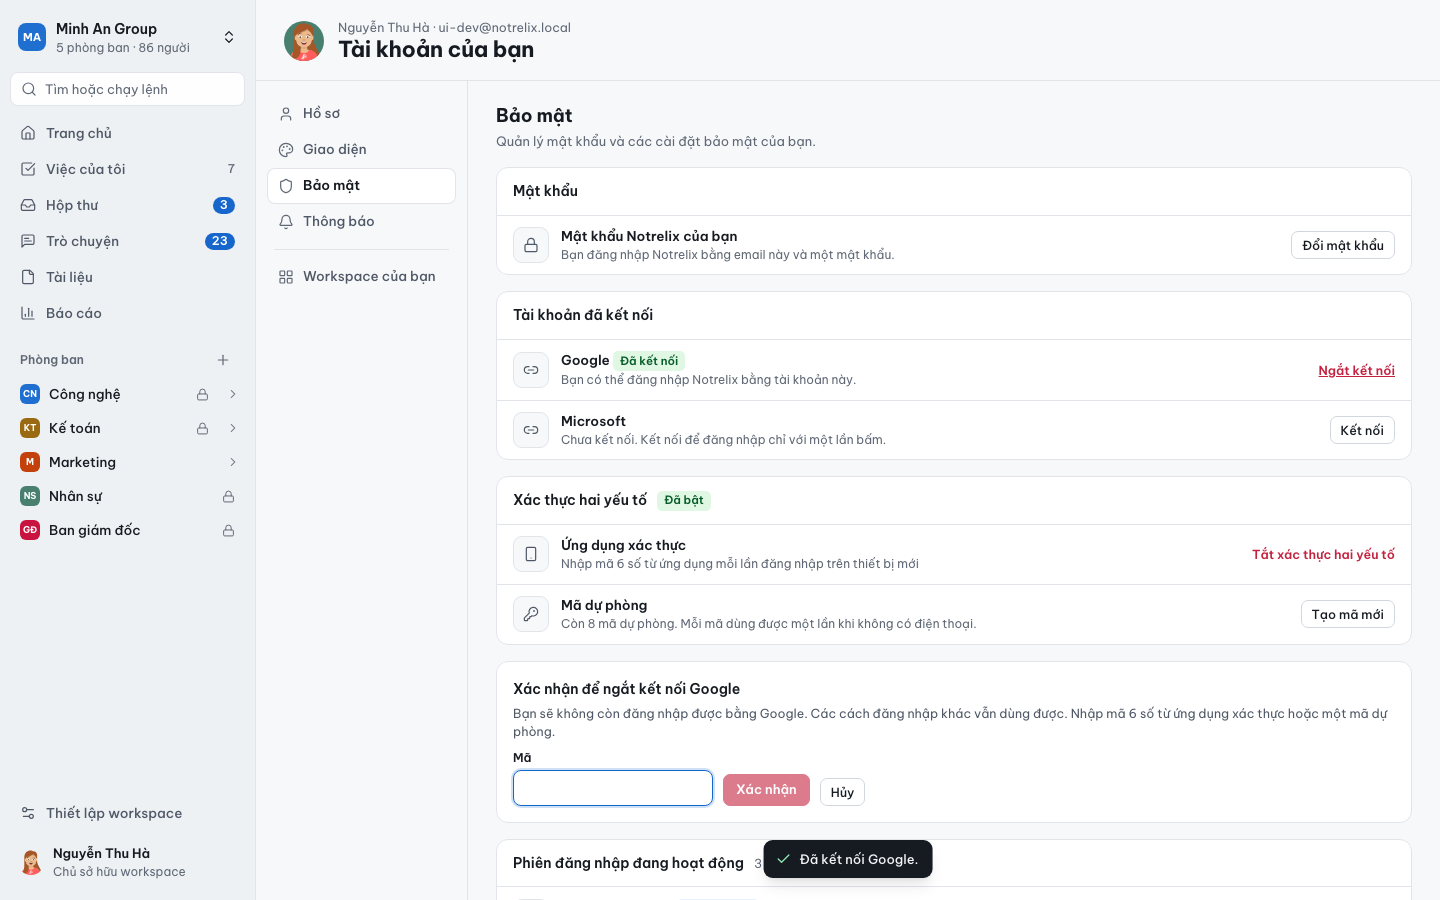 MA
Minh An Group
5 phòng ban · 86 người
Tìm hoặc chạy lệnh
Trang chủ
Việc của tôi
7
Hộp thư
3
Trò chuyện
23
Tài liệu
Báo cáo
Phòng ban
CN
Công nghệ
KT
Kế toán
M
Marketing
NS
Nhân sự
GĐ
Ban giám đốc
Thiết lập workspace
Nguyễn Thu Hà
Chủ sở hữu workspace
Nguyễn Thu Hà · ui-dev@notrelix.local
Tài khoản của bạn
Hồ sơ
Giao diện
Bảo mật
Thông báo
Workspace của bạn
Bảo mật
Quản lý mật khẩu và các cài đặt bảo mật của bạn.
Mật khẩu
Mật khẩu Notrelix của bạn
Bạn đăng nhập Notrelix bằng email này và một mật khẩu.
Đổi mật khẩu
Tài khoản đã kết nối
Google
Đã kết nối
Bạn có thể đăng nhập Notrelix bằng tài khoản này.
Ngắt kết nối
Microsoft
Chưa kết nối. Kết nối để đăng nhập chỉ với một lần bấm.
Kết nối
Xác thực hai yếu tố
Đã bật
Ứng dụng xác thực
Nhập mã 6 số từ ứng dụng mỗi lần đăng nhập trên thiết bị mới
Tắt xác thực hai yếu tố
Mã dự phòng
Còn 8 mã dự phòng. Mỗi mã dùng được một lần khi không có điện thoại.
Tạo mã mới
Xác nhận để ngắt kết nối Google
Bạn sẽ không còn đăng nhập được bằng Google. Các cách đăng nhập khác vẫn dùng được. Nhập mã 6 số từ ứng dụng xác thực hoặc một mã dự
phòng.
Mã
Xác nhận
Hủy
Phiên đăng nhập đang hoạt động
3
Đã kết nối Google.